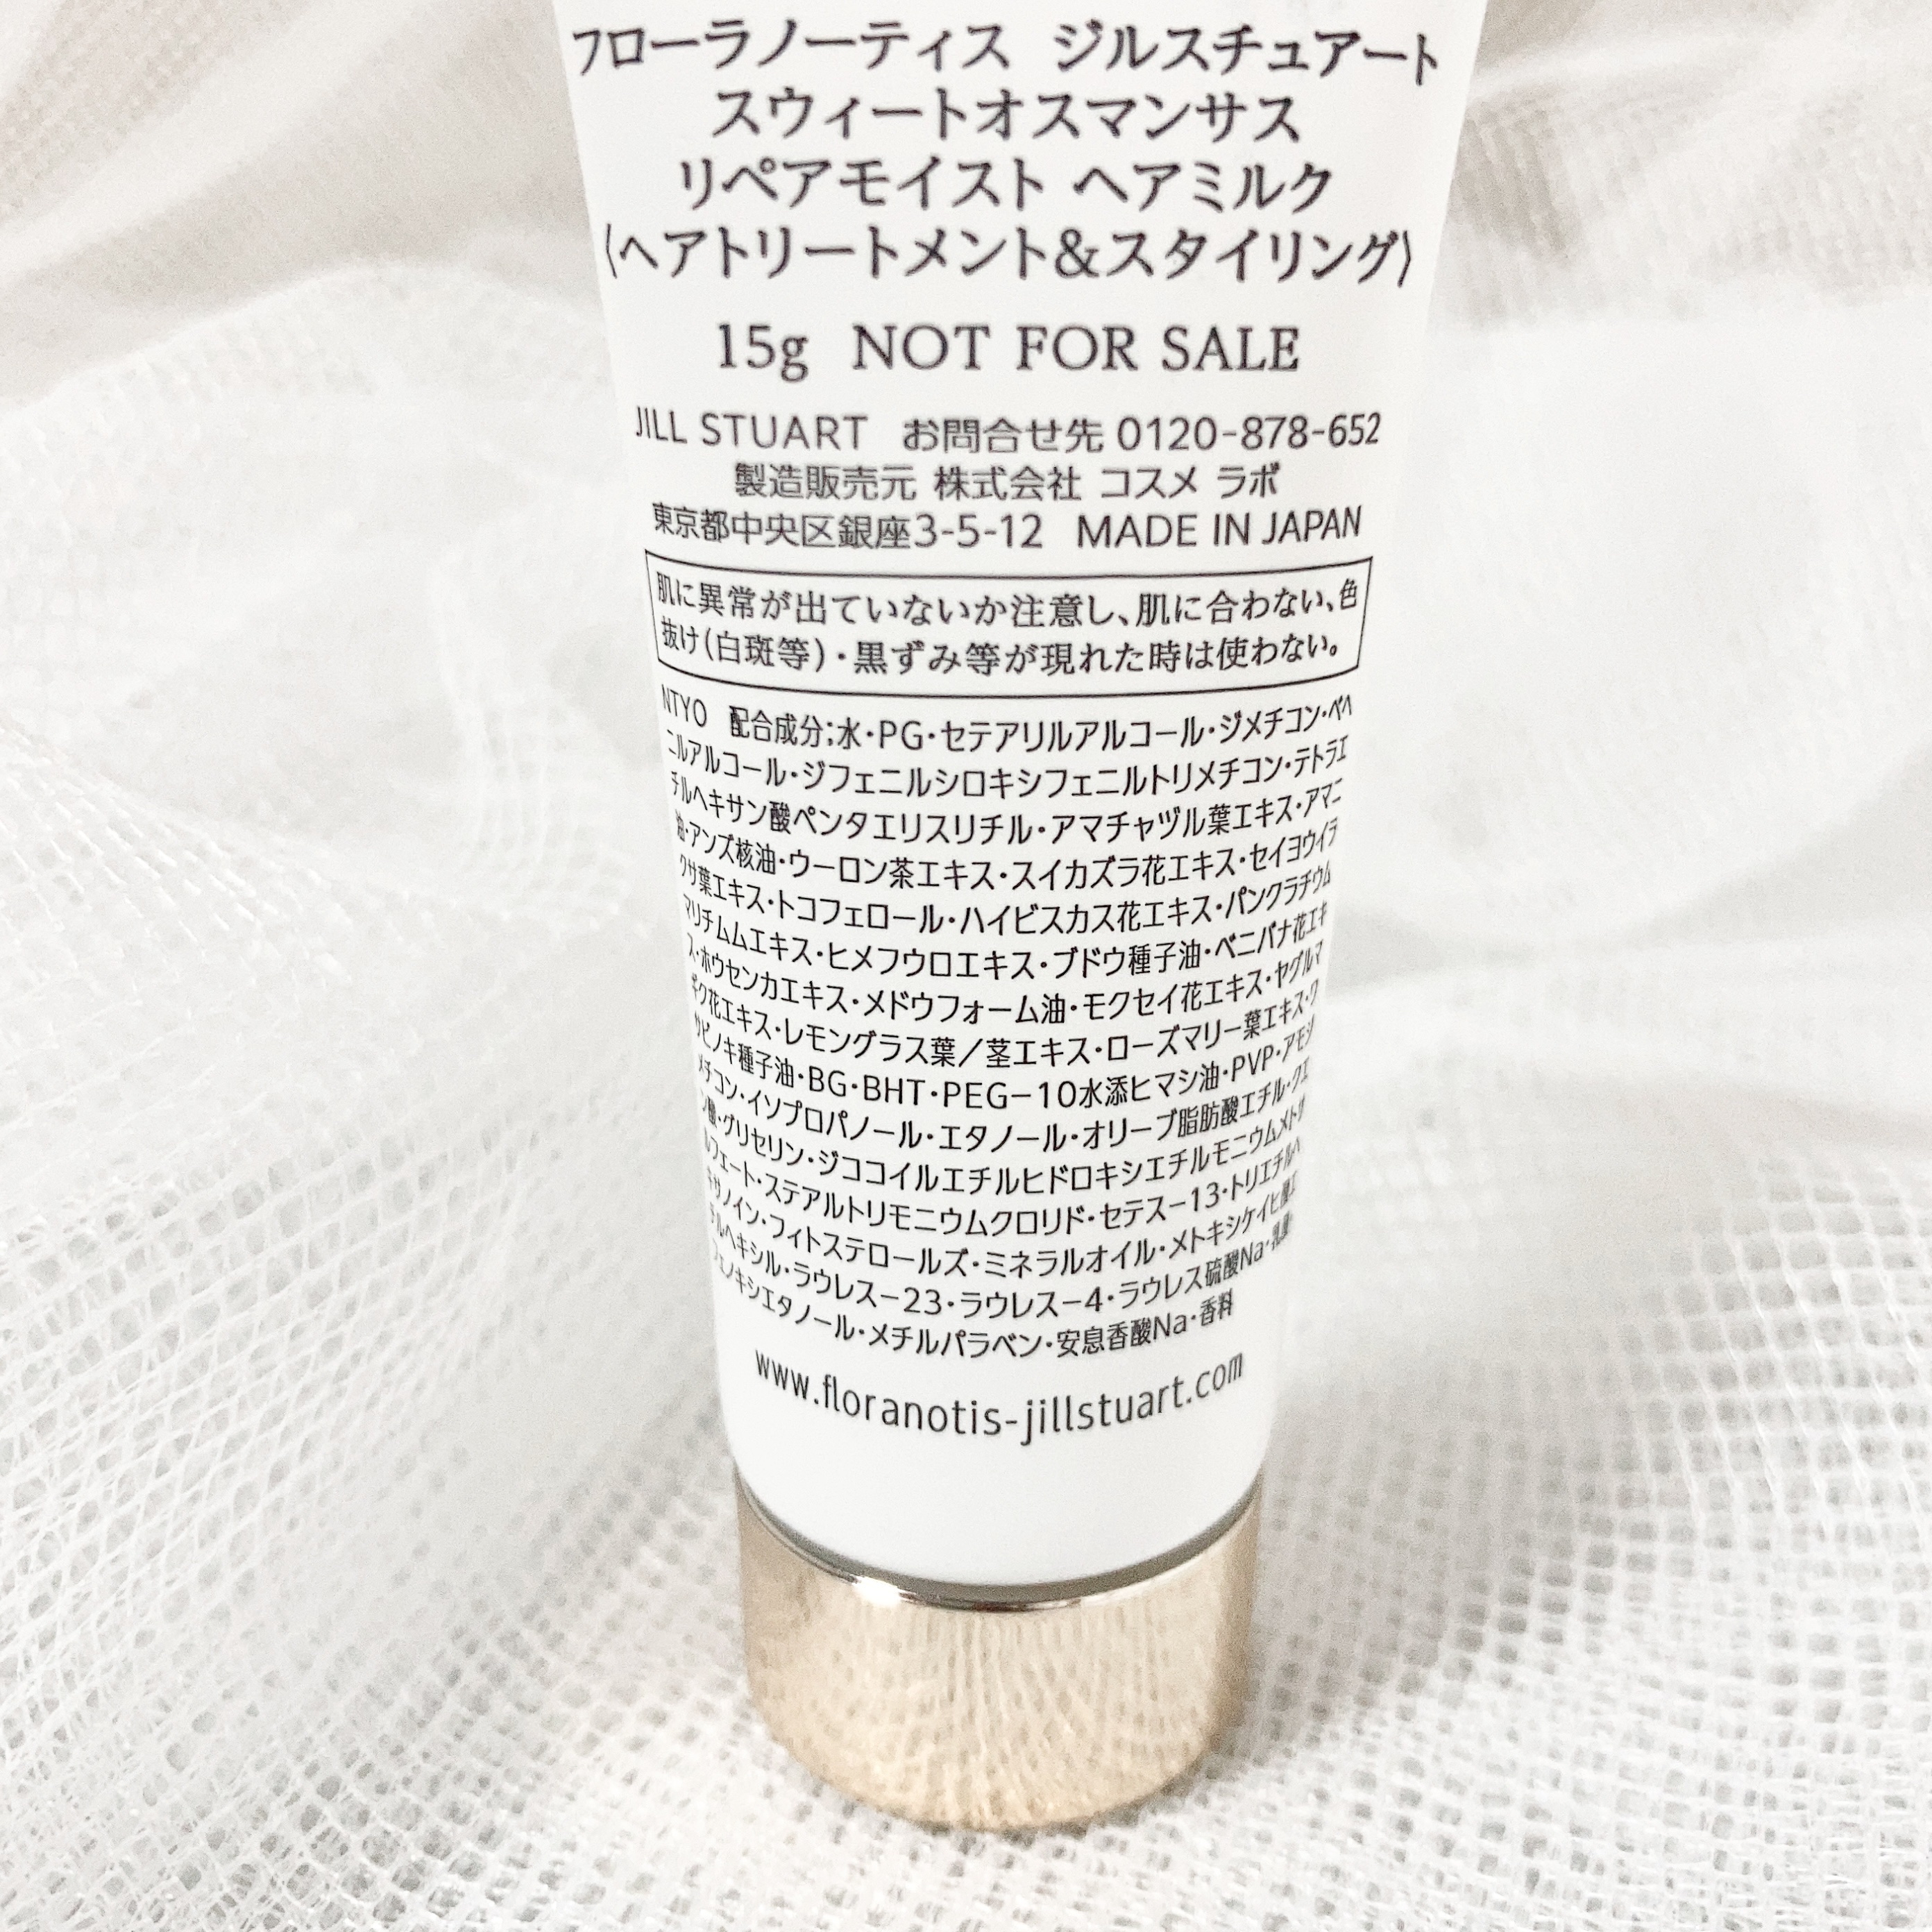 フローラノーティス ジルスチュアート
スウィートオスマンサス
リペアモイスト ヘアミルク
〈ヘアトリートメント&スタイリング〉
15g NOT FOR SALE
JILL STUART お問合せ先 0120-878-652
製造販売元 株式会社 コスメ ラボ
東京都中央区銀座3-5-12 MADE IN JAPAN
肌に異常が出ていないか注意し、肌に合わない、色
抜け(白斑等)・黒ずみ等が現れた時は使わない。
NTYO 配合成分;水・PG・セテアリルアルコール・ジメチコン・ベヘ
ニルアルコール・ジフェニルシロキシフェニルトリメチコン・テトラエ
チルヘキサン酸ペンタエリスリチル・アマチャヅル葉エキス・アマニ
油・アンズ核油・ウーロン茶エキス・スイカズラ花エキス・セイヨウイラ
クサ葉エキス・トコフェロール・ハイビスカス花エキス・パンクラチウム
マリチムムエキス・ヒメフウロエキス・ブドウ種子油・ベニバナ花エキ
ス・ホウセンカエキス・メドウフォーム油・モクセイ花エキス・ヤグルマ
ギク花エキス・レモングラス葉/茎エキス・ローズマリー葉エキス・ワ
サビノキ種子油・BG・BHT・PEG-10水添ヒマシ油・PVP・アモジ
メチコン・イソプロパノール・エタノール・オリーブ脂肪酸エチル・クエ
ン酸・グリセリン・ジココイルエチルヒドロキシエチルモニウムメトサ
ルフェート・ステアルトリモニウムクロリド・セテス-13・トリエチルヘ
キサノイン・フィトステロールズ・ミネラルオイル・メトキシケイヒ酸エ
チルヘキシル・ラウレス-23・ラウレス-4・ラウレス硫酸Na・乳酸・
フェノキシエタノール・メチルパラベン・安息香酸Na・香料
www.floranotis-jillstuart.com